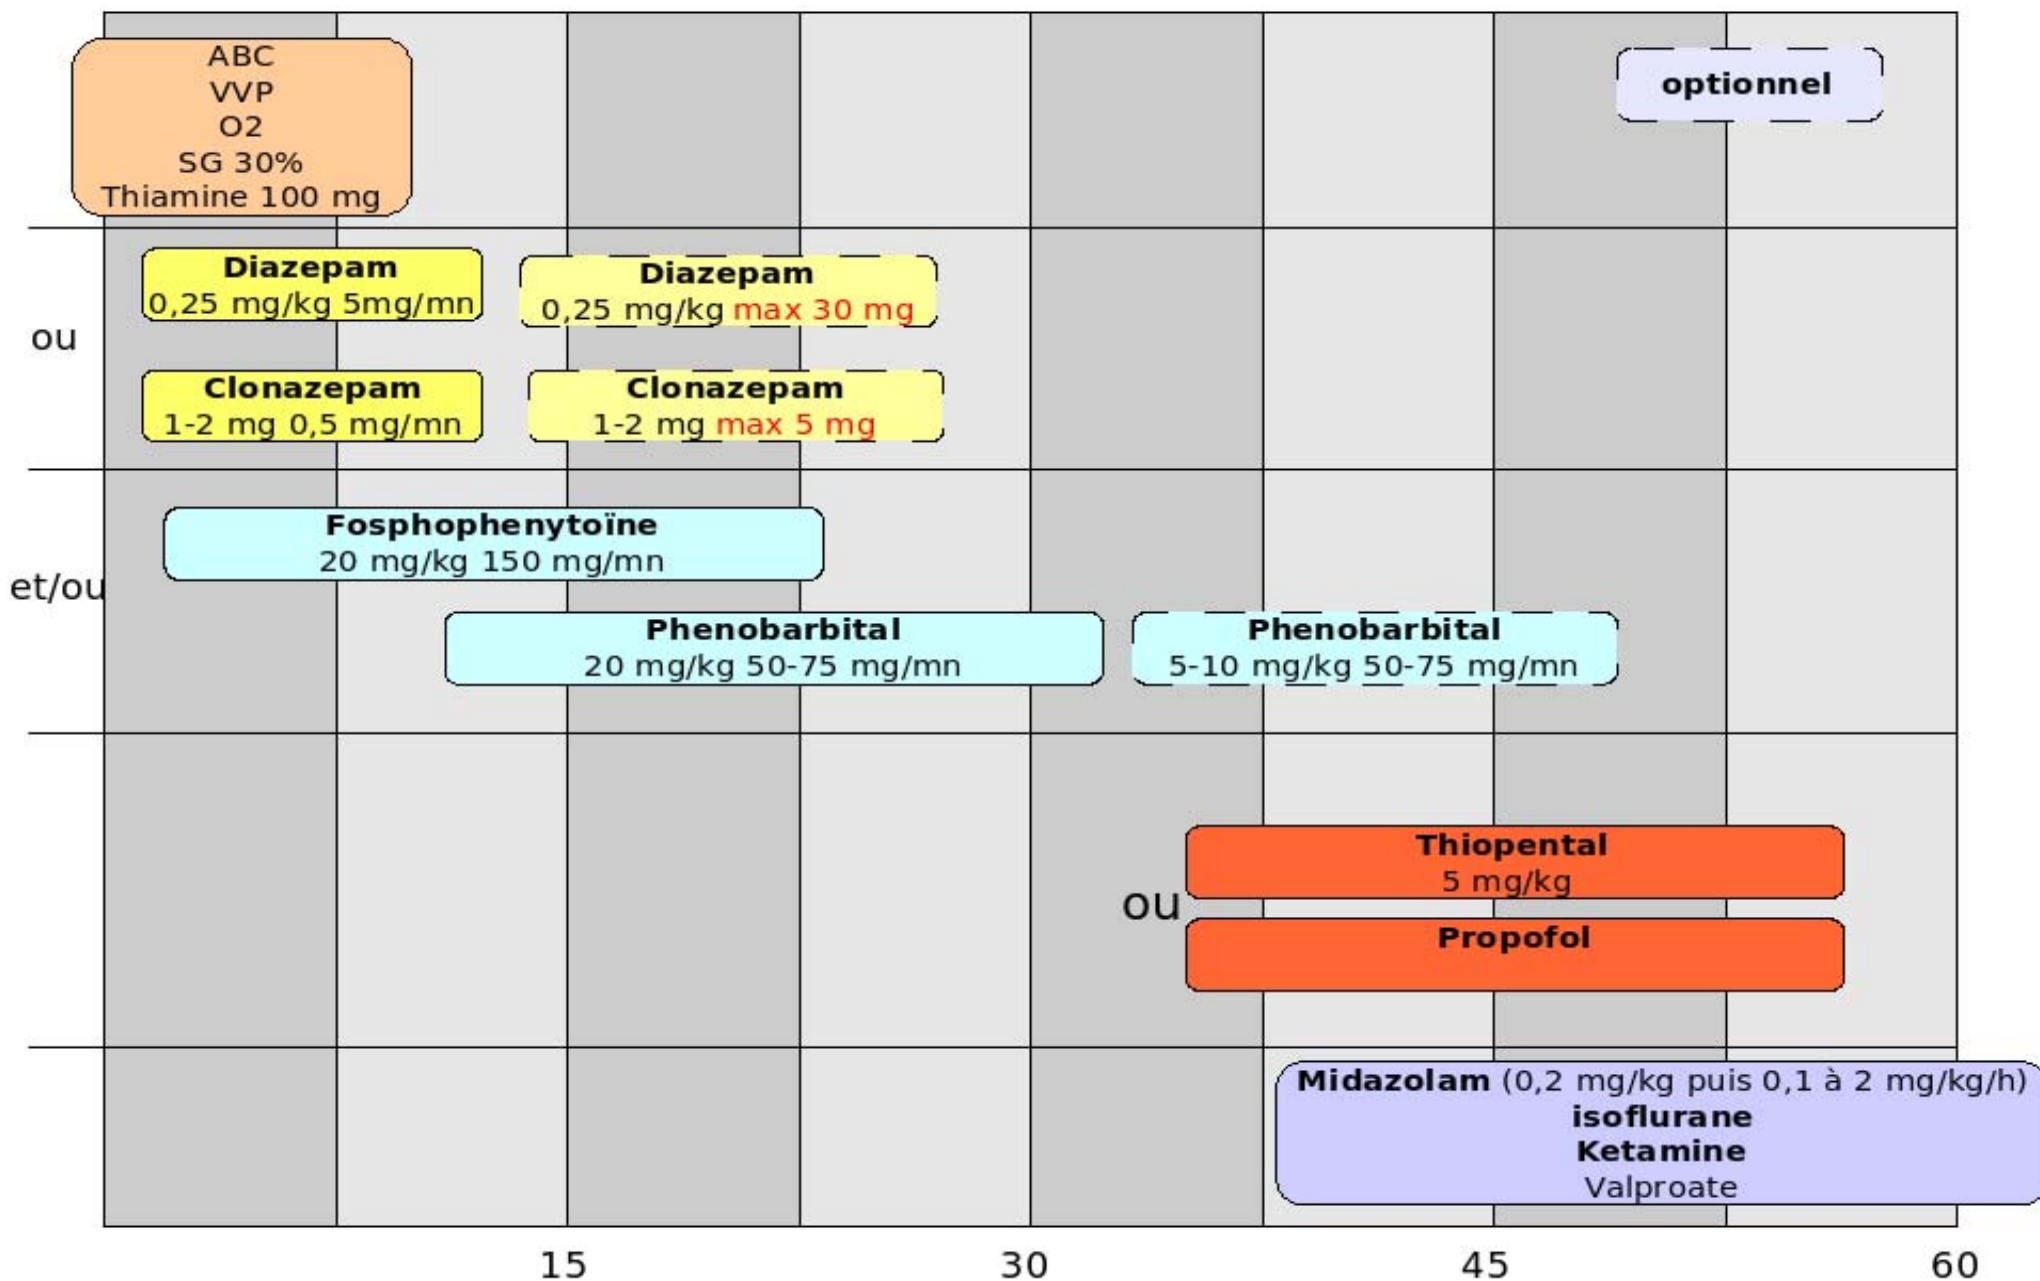 ABC
VVP
O2
SG 30%
Thiamine 100 mg
optionnel
ou
Diazepam
0,25 mg/kg 5mg/mn
Diazepam
0,25 mg/kg max 30 mg
Clonazepam
1-2 mg 0,5 mg/mn
Clonazepam
1-2 mg max 5 mg
et/ou
Fosphophenytoïne
20 mg/kg 150 mg/mn
Phenobarbital
20 mg/kg 50-75 mg/mn
Phenobarbital
5-10 mg/kg 50-75 mg/mn
ou
Thiopental
5 mg/kg
Propofol
Midazolam (0,2 mg/kg puis 0,1 à 2 mg/kg/h)
isoflurane
Ketamine
Valproate
15 30 45 60